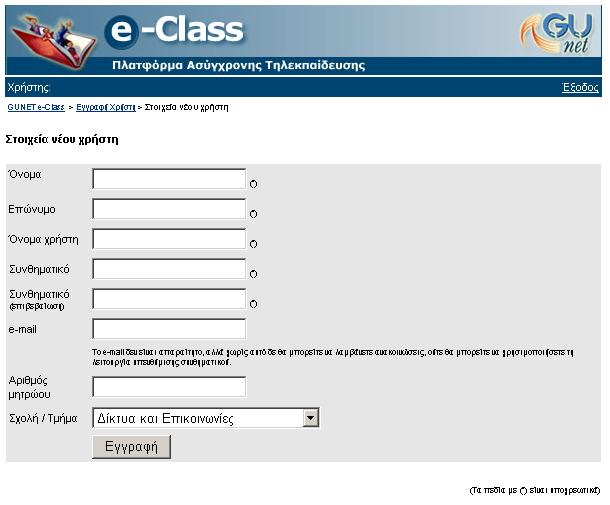 e-Class
GUnet
Πλατφόρμα Ασύγχρονης Τηλεκπαίδευσης
Χρήστης: Έξοδος
GUNET e-Class > Εγγραφή Χρήστη > Στοιχεία νέου χρήστη
Στοιχεία νέου χρήστη
Όνομα (*)
Επώνυμο (*)
Όνομα χρήστη (*)
Συνθηματικό (*)
Συνθηματικό (*)
(επιβεβαίωση)
e-mail
Το e-mail δεν είναι απαραίτητο, αλλά χωρίς αυτό δε θα μπορείτε να λαμβάνετε ανακοινώσεις, ούτε θα μπορείτε να χρησιμοποιήσετε τη
λειτουργία υπενθύμισης συνθηματικού.
Αριθμός
μητρώου
Σχολή / Τμήμα Δίκτυα και Επικοινωνίες
Εγγραφή
(Τα πεδία με (*) είναι υποχρεωτικά)